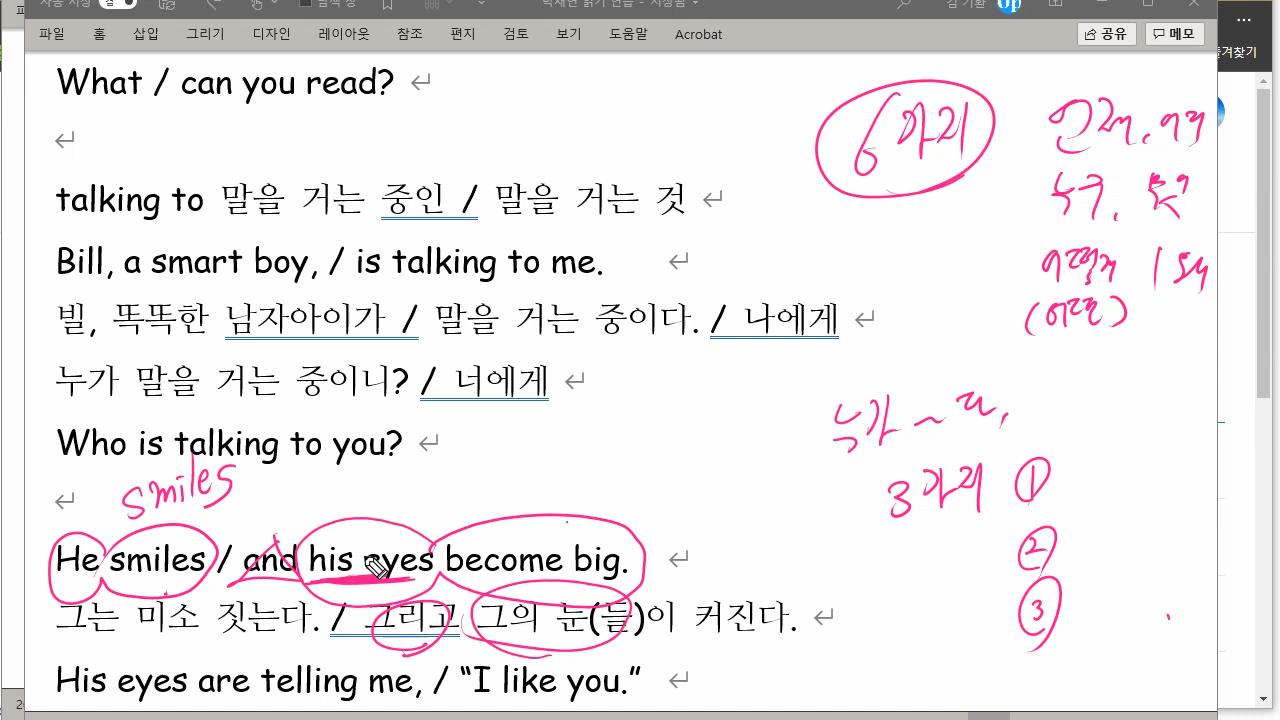 파일 홈 삽입 그리기 디자인 레이아웃 참조 편지 검토 보기 도움말 Acrobat 공유 메모
What / can you read?
6가지
talking to 말을 거는 중인 / 말을 거는 것
누구,
Bill, a smart boy, / is talking to me.
어떻게
빌, 똑똑한 남자아이가 / 말을 거는 중이다. / 나에게
누가 말을 거는 중이니? / 너에게
누가 ~ 다.
Who is talking to you?
smiles
3가지 ①
He smiles / and his eyes become big.
②
그는 미소 짓는다. / 그리고 그의 눈(들)이 커진다.
③
His eyes are telling me, / “I like you.”